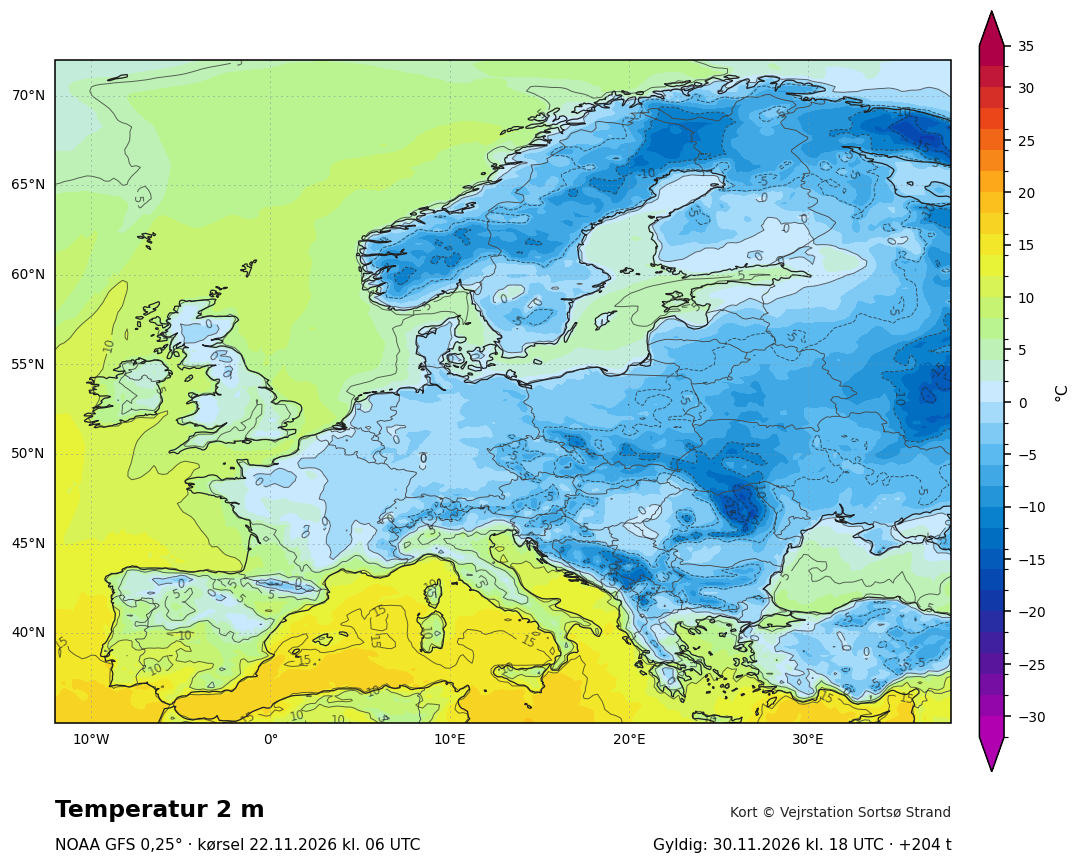 70°N
65°N
60°N
55°N
50°N
45°N
40°N
10°W
0°
10°E
20°E
30°E
35
30
25
20
15
10
5
0
−5
−10
−15
−20
−25
−30
°C
Temperatur 2 m
Kort © Vejrstation Sortsø Strand
NOAA GFS 0,25° · kørsel 22.11.2026 kl. 06 UTC
Gyldig: 30.11.2026 kl. 18 UTC · +204 t